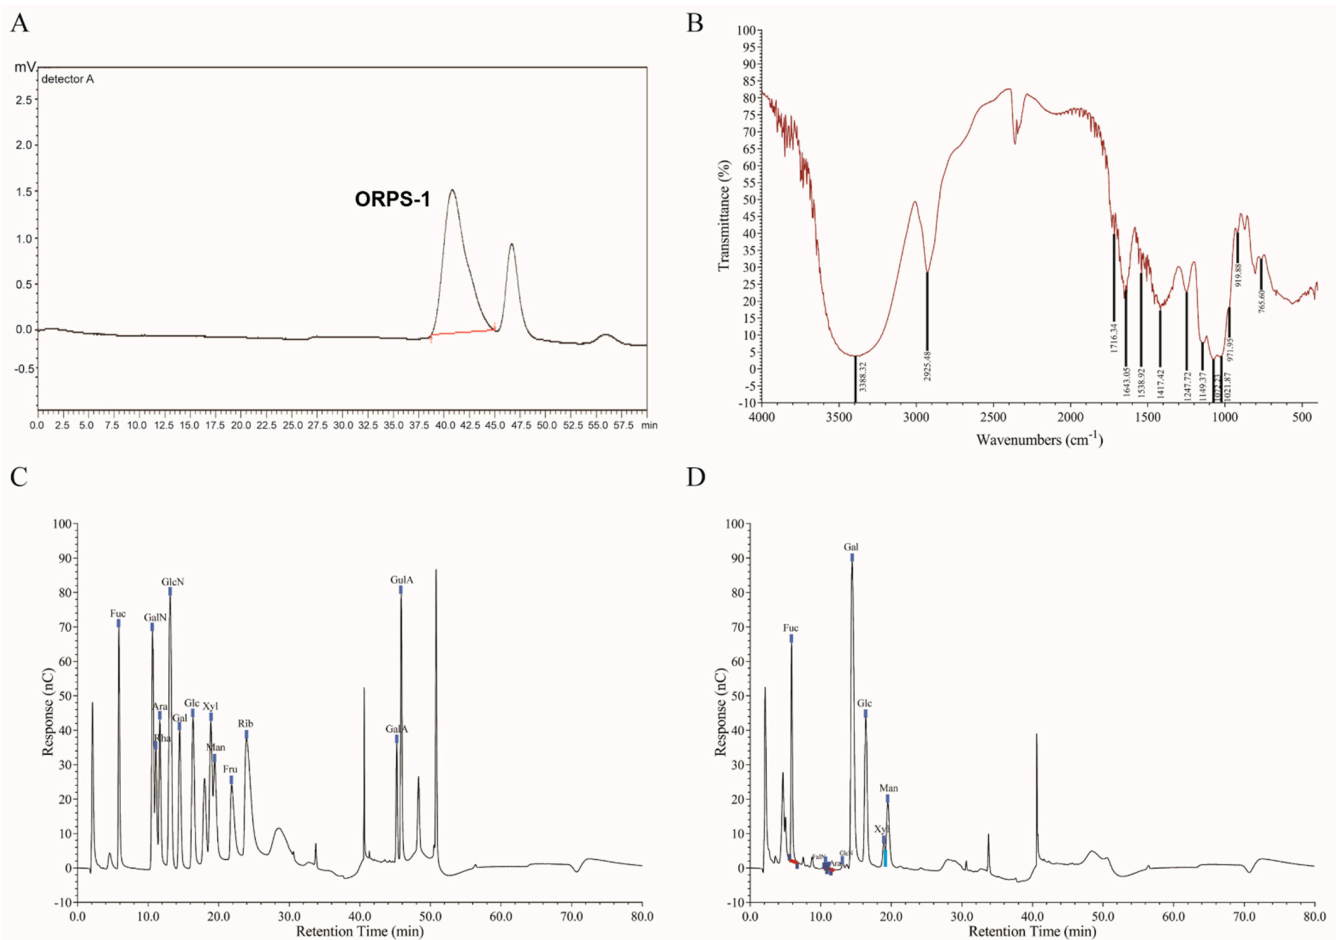 A
mV
detector A
2.5
2.0
1.5
1.0
0.5
0.0
-0.5
ORPS-1
0.0 2.5 5.0 7.5 10.0 12.5 15.0 17.5 20.0 22.5 25.0 27.5 30.0 32.5 35.0 37.5 40.0 42.5 45.0 47.5 50.0 52.5 55.0 57.5 min
B
100
95
90
85
80
75
70
65
60
55
50
45
40
35
30
25
20
15
10
5
0
-5
-10
Transmittance (%)
3388.32
2925.48
1716.34
1643.05
1538.92
1417.42
1247.72
1149.37
1021.87
971.95
919.88
765.60
4000 3500 3000 2500 2000 1500 1000 500
Wavenumbers (cm-1)
C
100
90
80
70
60
50
40
30
20
10
0
-10
Response (nC)
Fuc
GalN
Rha
Ara
GlcN
Gal
Glc
Xyl
Man
Fru
Rib
GalA
GulA
0.0 10.0 20.0 30.0 40.0 50.0 60.0 70.0 80.0
Retention Time (min)
D
100
90
80
70
60
50
40
30
20
10
0
-10
Response (nC)
Fuc
Ara
GlcN
Gal
Glc
Xyl
Man
0.0 10.0 20.0 30.0 40.0 50.0 60.0 70.0 80.0
Retention Time (min)